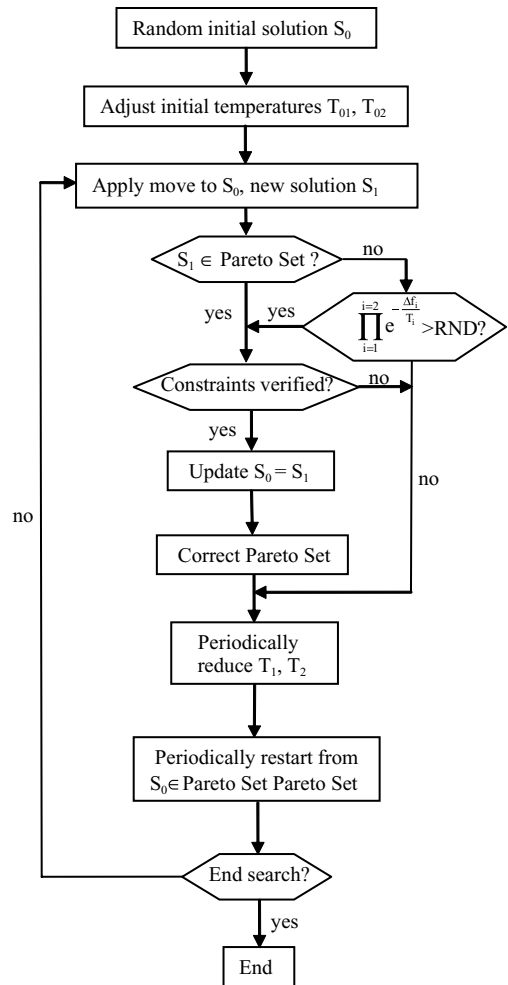 Random initial solution S₀
Adjust initial temperatures T₀₁, T₀₂
Apply move to S₀, new solution S₁
S₁ ∈ Pareto Set ?
no
yes
yes
∏ᵢ₌₁ⁱ⁼² e^(-Δfᵢ/Tᵢ) >RND?
Constraints verified?
no
yes
Update S₀ = S₁
no
no
Correct Pareto Set
Periodically
reduce T₁, T₂
Periodically restart from
S₀∈Pareto Set Pareto Set
End search?
yes
End